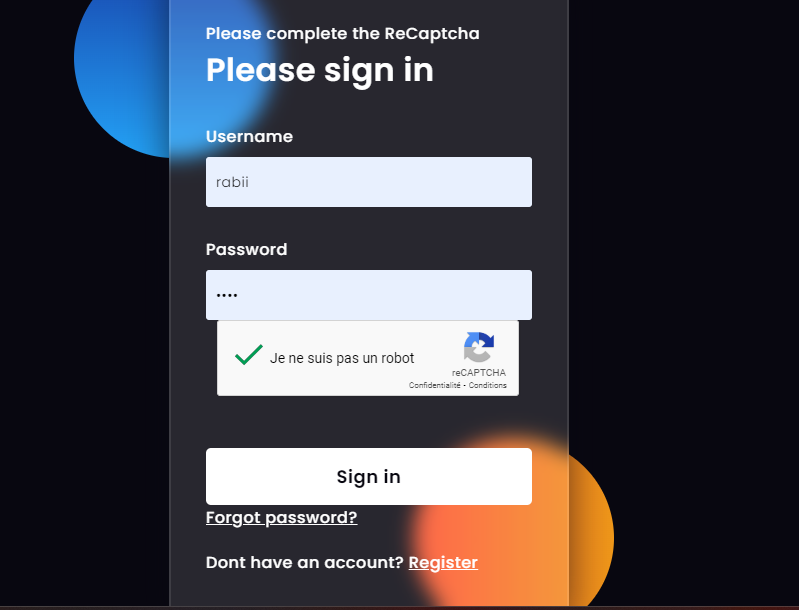 Please complete the ReCaptcha
Please sign in
Username
rabii
Password
••••
Je ne suis pas un robot
reCAPTCHA
Confidentialité - Conditions
Sign in
Forgot password?
Dont have an account? Register